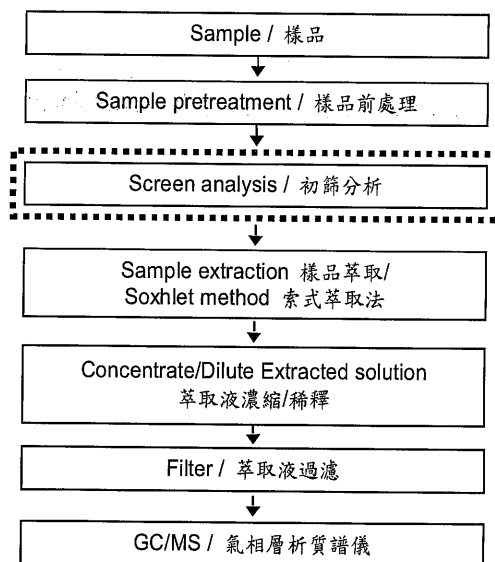 Sample / 樣品
Sample pretreatment / 樣品前處理
Screen analysis / 初篩分析
Sample extraction 樣品萃取/
Soxhlet method 索式萃取法
Concentrate/Dilute Extracted solution
萃取液濃縮/稀釋
Filter / 萃取液過濾
GC/MS / 氣相層析質譜儀